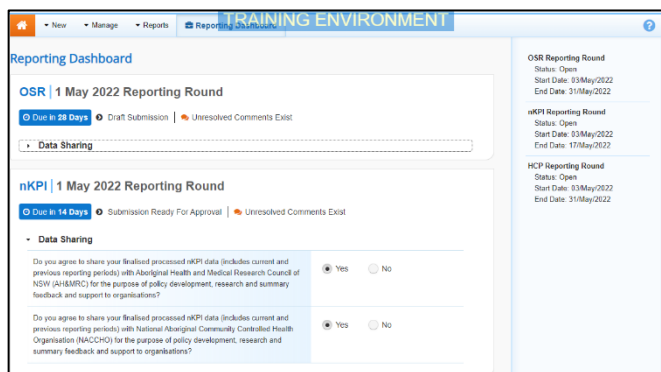 New Manage Reports Reporting Dashboard
TRAINING ENVIRONMENT
Reporting Dashboard
OSR | 1 May 2022 Reporting Round
Due in 28 Days Draft Submission | Unresolved Comments Exist
Data Sharing
nKPI | 1 May 2022 Reporting Round
Due in 14 Days Submission Ready For Approval | Unresolved Comments Exist
Data Sharing
Do you agree to share your finalised processed nKPI data (includes current and
previous reporting periods) with Aboriginal Health and Medical Research Council of
NSW (AH&MRC) for the purpose of policy development, research and summary
feedback and support to organisations?
Yes No
Do you agree to share your finalised processed nKPI data (includes current and
previous reporting periods) with National Aboriginal Community Controlled Health
Organisation (NACCHO) for the purpose of policy development, research and
summary feedback and support to organisations?
Yes No
OSR Reporting Round
Status: Open
Start Date: 03/May/2022
End Date: 31/May/2022
nKPI Reporting Round
Status: Open
Start Date: 03/May/2022
End Date: 17/May/2022
HCP Reporting Round
Status: Open
Start Date: 03/May/2022
End Date: 31/May/2022